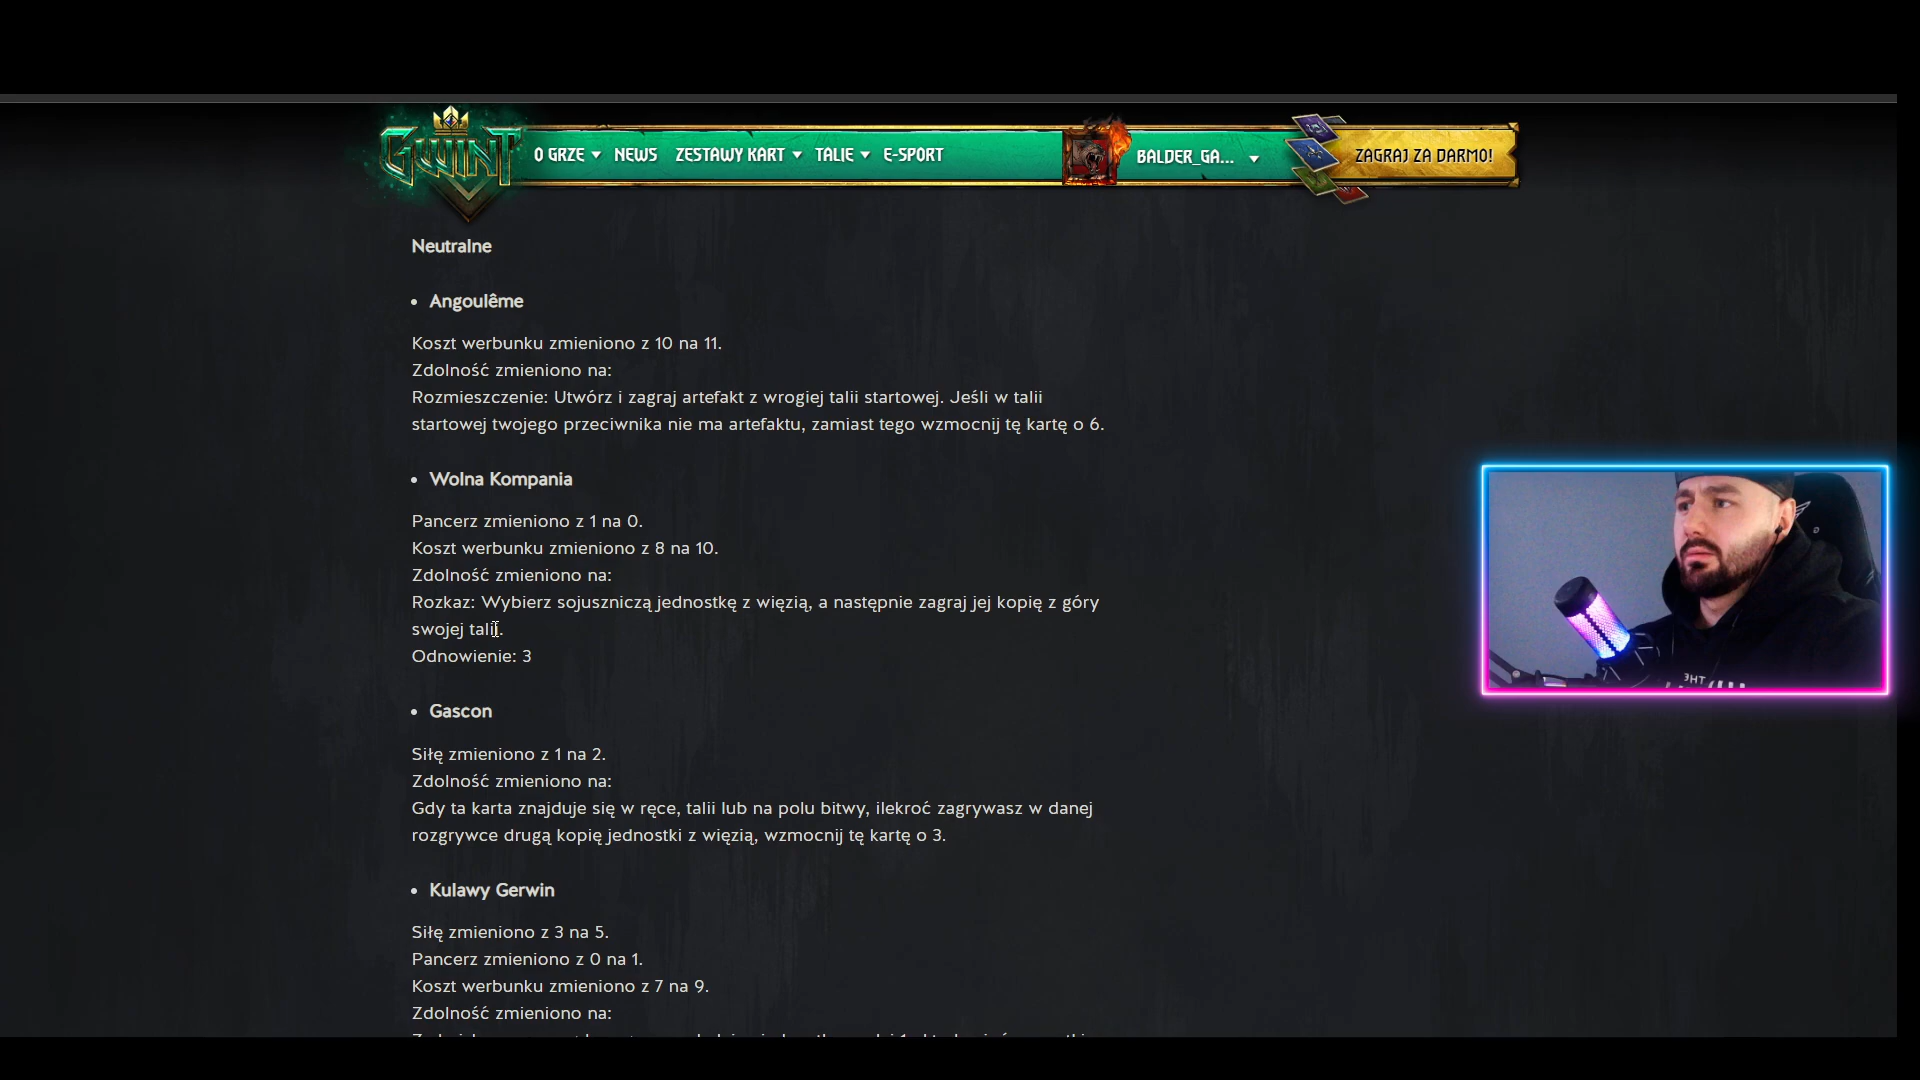 GWINT
O GRZE
NEWS
ZESTAWY KART
TALIE
E-SPORT
BALDER_GA...
ZAGRAJ ZA DARMO!
Neutralne
• Angoulême
Koszt werbunku zmieniono z 10 na 11.
Zdolność zmieniono na:
Rozmieszczenie: Utwórz i zagraj artefakt z wrogiej talii startowej. Jeśli w talii
startowej twojego przeciwnika nie ma artefaktu, zamiast tego wzmocnij tę kartę o 6.
• Wolna Kompania
Pancerz zmieniono z 1 na 0.
Koszt werbunku zmieniono z 8 na 10.
Zdolność zmieniono na:
Rozkaz: Wybierz sojuszniczą jednostkę z więzią, a następnie zagraj jej kopię z góry
swojej talii.
Odnowienie: 3
• Gascon
Siłę zmieniono z 1 na 2.
Zdolność zmieniono na:
Gdy ta karta znajduje się w ręce, talii lub na polu bitwy, ilekroć zagrywasz w danej
rozgrywce drugą kopię jednostki z więzią, wzmocnij tę kartę o 3.
• Kulawy Gerwin
Siłę zmieniono z 3 na 5.
Pancerz zmieniono z 0 na 1.
Koszt werbunku zmieniono z 7 na 9.
Zdolność zmieniono na: